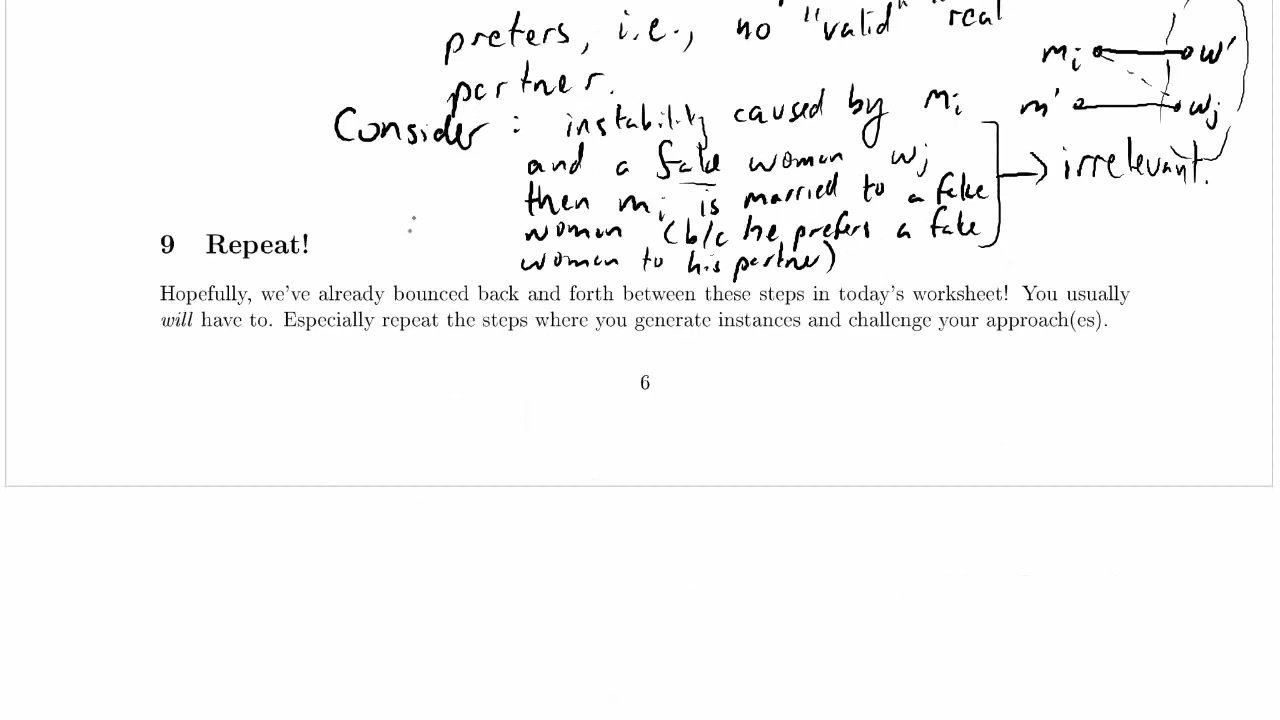 prefers, i.e., no "valid" real
partner.
Consider : instability caused by mi
and a fake women wj
then mi is married to a fake
women (b/c he prefers a fake
women to his partner)
→ irrelevant.
mi w'
m' wj
9 Repeat!
Hopefully, we've already bounced back and forth between these steps in today's worksheet! You usually
will have to. Especially repeat the steps where you generate instances and challenge your approach(es).
6